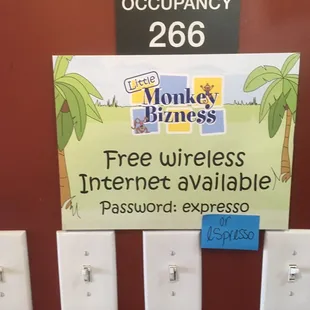 OCCUPANCY
266
Little
Monkey
Bizness
Free wireless
Internet available
Password: expresso
or
eSpresso